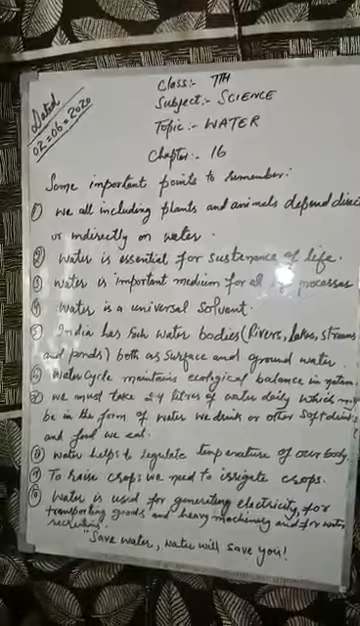 Dated
02=06=2020
Class:- 7TH
Subject:- SCIENCE
Topic:- WATER
Chapter:- 16
Some important points to remember:
① We all including plants and animals depend direc
or indirectly on water.
② Water is essential for sustenance of life.
③ Water is important medium for all processes
④ Water is a universal solvent.
⑤ India has rich water bodies (Rivers, Lakes, Streams
and ponds) both as surface and ground water
Water Cycle maintains ecological balance in nature
We must take 2-4 litres of water daily which may
be in the form of water we drink or other soft drinks
and food we eat.
⑧ Water helps to regulate temperature of our body.
⑨ To raise crops we need to irrigate crops.
⑩ Water is used for generating electricity, for
transporting goods and heavy machinery and for water
"Save water, water will save you!